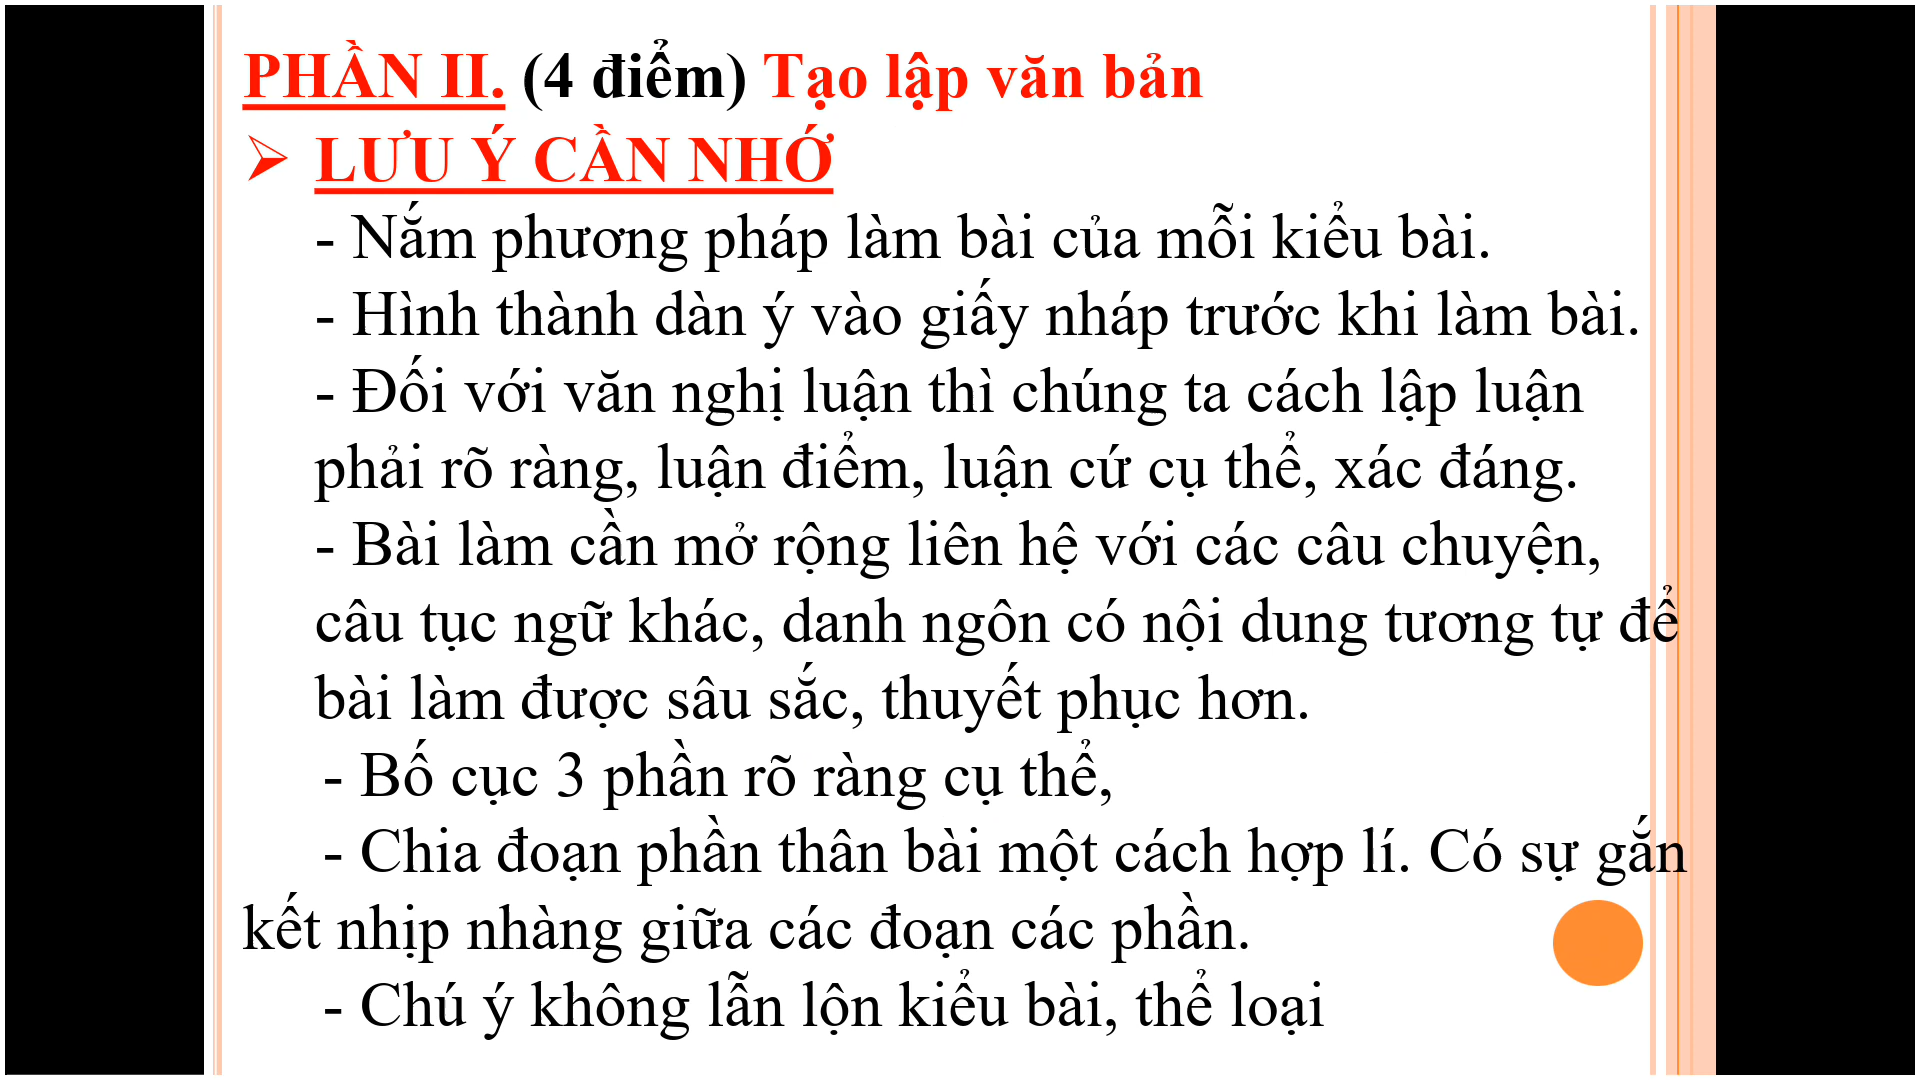 PHẦN II. (4 điểm) Tạo lập văn bản
➢ LƯU Ý CẦN NHỚ
- Nắm phương pháp làm bài của mỗi kiểu bài.
- Hình thành dàn ý vào giấy nháp trước khi làm bài.
- Đối với văn nghị luận thì chúng ta cách lập luận
phải rõ ràng, luận điểm, luận cứ cụ thể, xác đáng.
- Bài làm cần mở rộng liên hệ với các câu chuyện,
câu tục ngữ khác, danh ngôn có nội dung tương tự để
bài làm được sâu sắc, thuyết phục hơn.
- Bố cục 3 phần rõ ràng cụ thể,
- Chia đoạn phần thân bài một cách hợp lí. Có sự gắn
kết nhịp nhàng giữa các đoạn các phần.
- Chú ý không lẫn lộn kiểu bài, thể loại